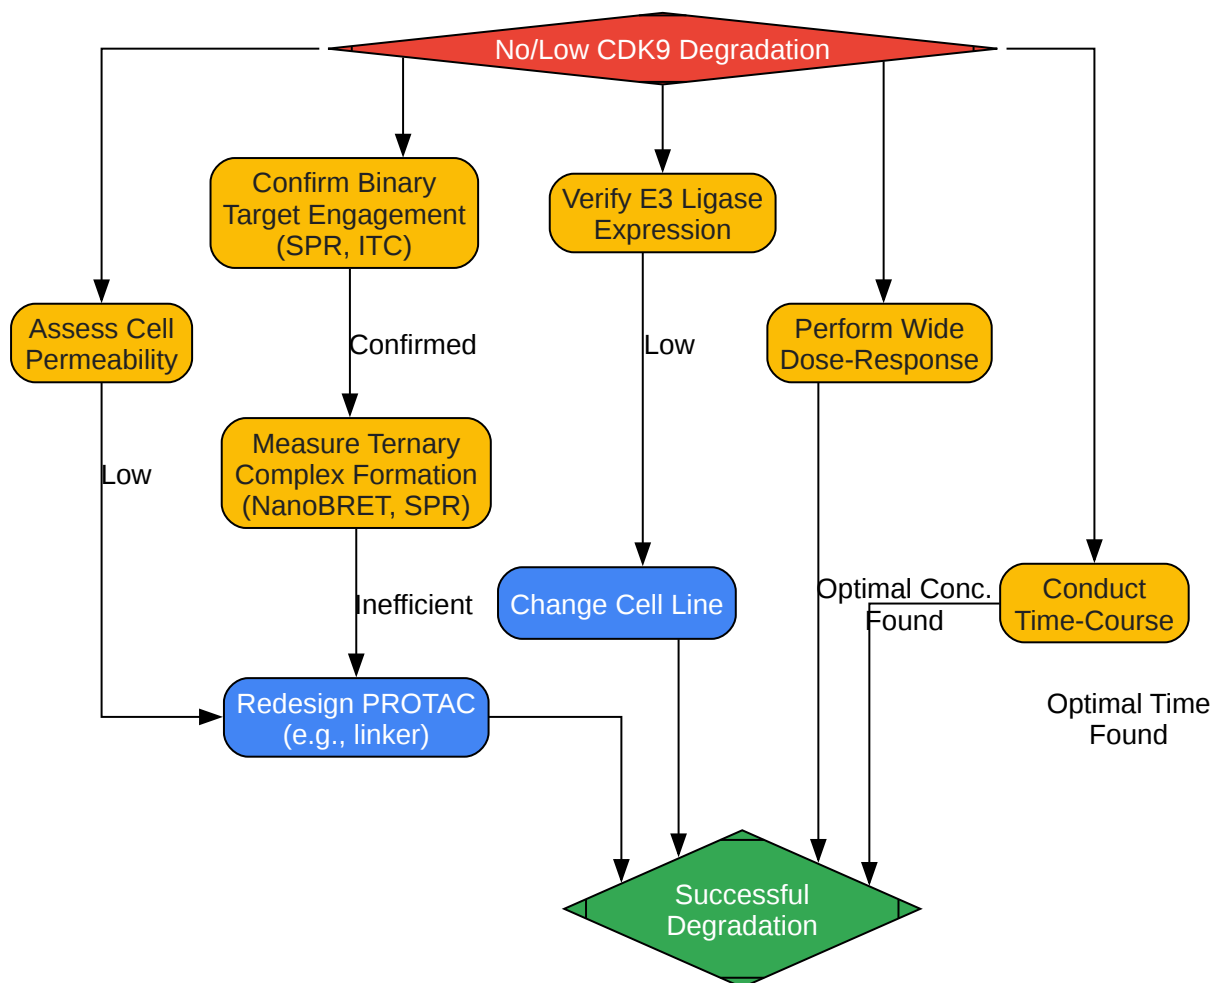 No/Low CDK9 Degradation
Confirm Binary
Target Engagement
(SPR, ITC)
Verify E3 Ligase
Expression
Assess Cell
Permeability
Perform Wide
Dose-Response
Confirmed
Low
Measure Ternary
Complex Formation
(NanoBRET, SPR)
Low
Change Cell Line
Optimal Conc.
Found
Conduct
Time-Course
Inefficient
Redesign PROTAC
(e.g., linker)
Optimal Time
Found
Successful
Degradation